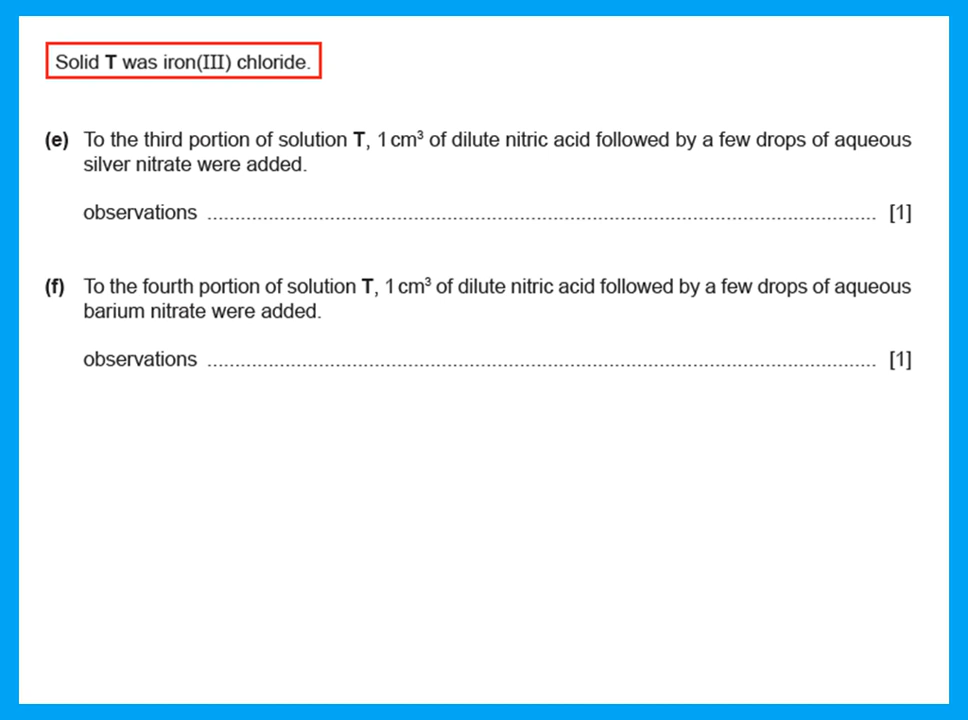 Solid T was iron(III) chloride.
(e) To the third portion of solution T, 1 cm³ of dilute nitric acid followed by a few drops of aqueous
silver nitrate were added.
observations ........................................................................................................................ [1]
(f) To the fourth portion of solution T, 1 cm³ of dilute nitric acid followed by a few drops of aqueous
barium nitrate were added.
observations ........................................................................................................................ [1]